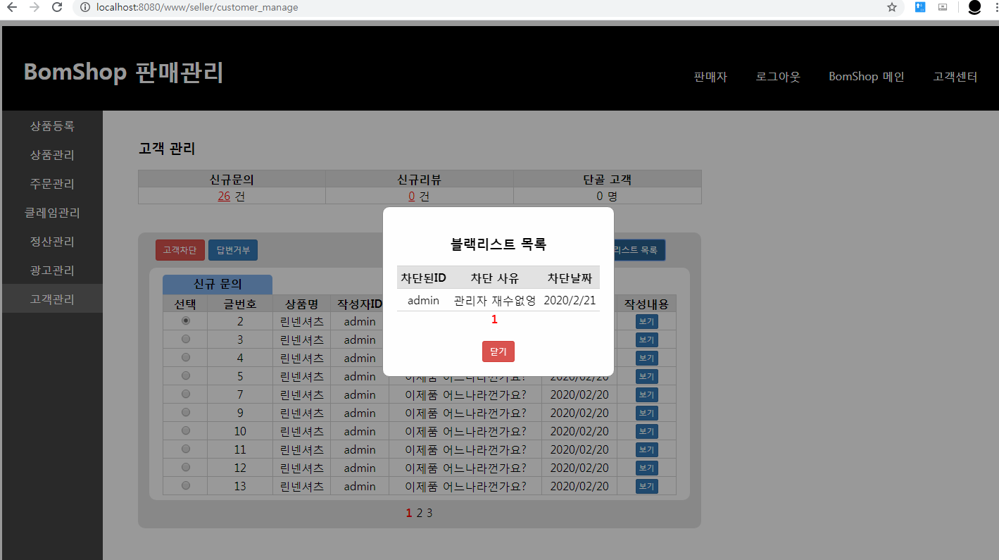 localhost:8080/www/seller/customer_manage
BomShop 판매관리
판매자 로그아웃 BomShop 메인 고객센터
상품등록
상품관리
주문관리
클레임관리
정산관리
광고관리
고객관리
고객 관리
신규문의 신규리뷰 단골 고객
26 건 0 건 0 명
고객차단 답변거부 리스트 목록
신규 문의
선택 글번호 상품명 작성자ID 작성내용
2 린넨셔츠 admin 보기
3 린넨셔츠 admin 보기
4 린넨셔츠 admin 보기
5 린넨셔츠 admin 이제품 어느나라껀가요? 2020/02/20 보기
7 린넨셔츠 admin 이제품 어느나라껀가요? 2020/02/20 보기
9 린넨셔츠 admin 이제품 어느나라껀가요? 2020/02/20 보기
10 린넨셔츠 admin 이제품 어느나라껀가요? 2020/02/20 보기
11 린넨셔츠 admin 이제품 어느나라껀가요? 2020/02/20 보기
12 린넨셔츠 admin 이제품 어느나라껀가요? 2020/02/20 보기
13 린넨셔츠 admin 이제품 어느나라껀가요? 2020/02/20 보기
1 2 3
블랙리스트 목록
차단된ID 차단 사유 차단날짜
admin 관리자 재수없엉 2020/2/21
1
닫기